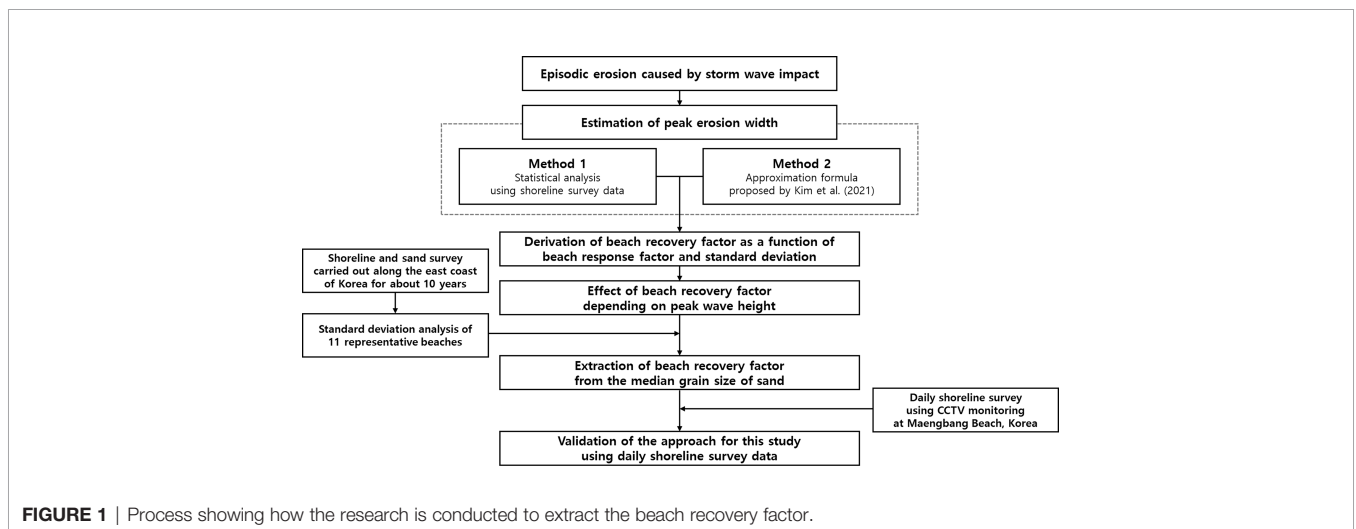 Episodic erosion caused by storm wave impact
Estimation of peak erosion width
Method 1
Statistical analysis
using shoreline survey data
Method 2
Approximation formula
proposed by Kim et al. (2021)
Derivation of beach recovery factor as a function of
beach response factor and standard deviation
Shoreline and sand survey
carried out along the east coast
of Korea for about 10 years
Effect of beach recovery factor
depending on peak wave height
Standard deviation analysis of
11 representative beaches
Extraction of beach recovery factor
from the median grain size of sand
Daily shoreline survey
using CCTV monitoring
at Maengbang Beach, Korea
Validation of the approach for this study
using daily shoreline survey data
FIGURE 1 | Process showing how the research is conducted to extract the beach recovery factor.